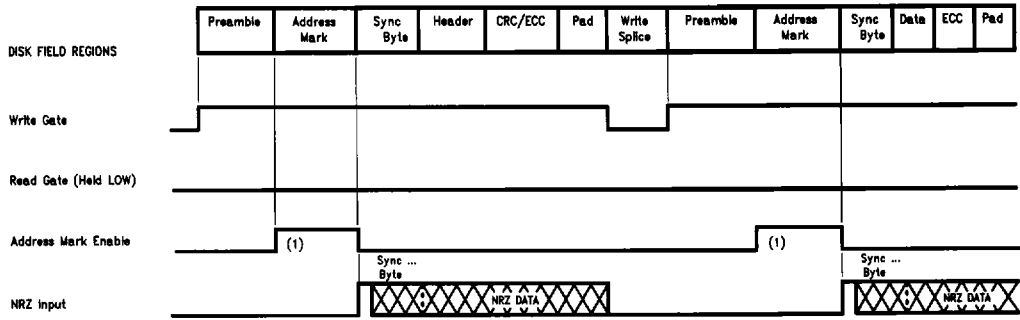 Preamble Address Sync Header CRC/ECC Pad Write Preamble Address Sync Data ECC Pad
Mark Byte Splice Mark Byte
DISK FIELD REGIONS
Write Gate
Read Gate (Held LOW)
Address Mark Enable (1) (1)
Sync ... Sync ...
Byte Byte
NRZ Input NRZ DATA NRZ DATA